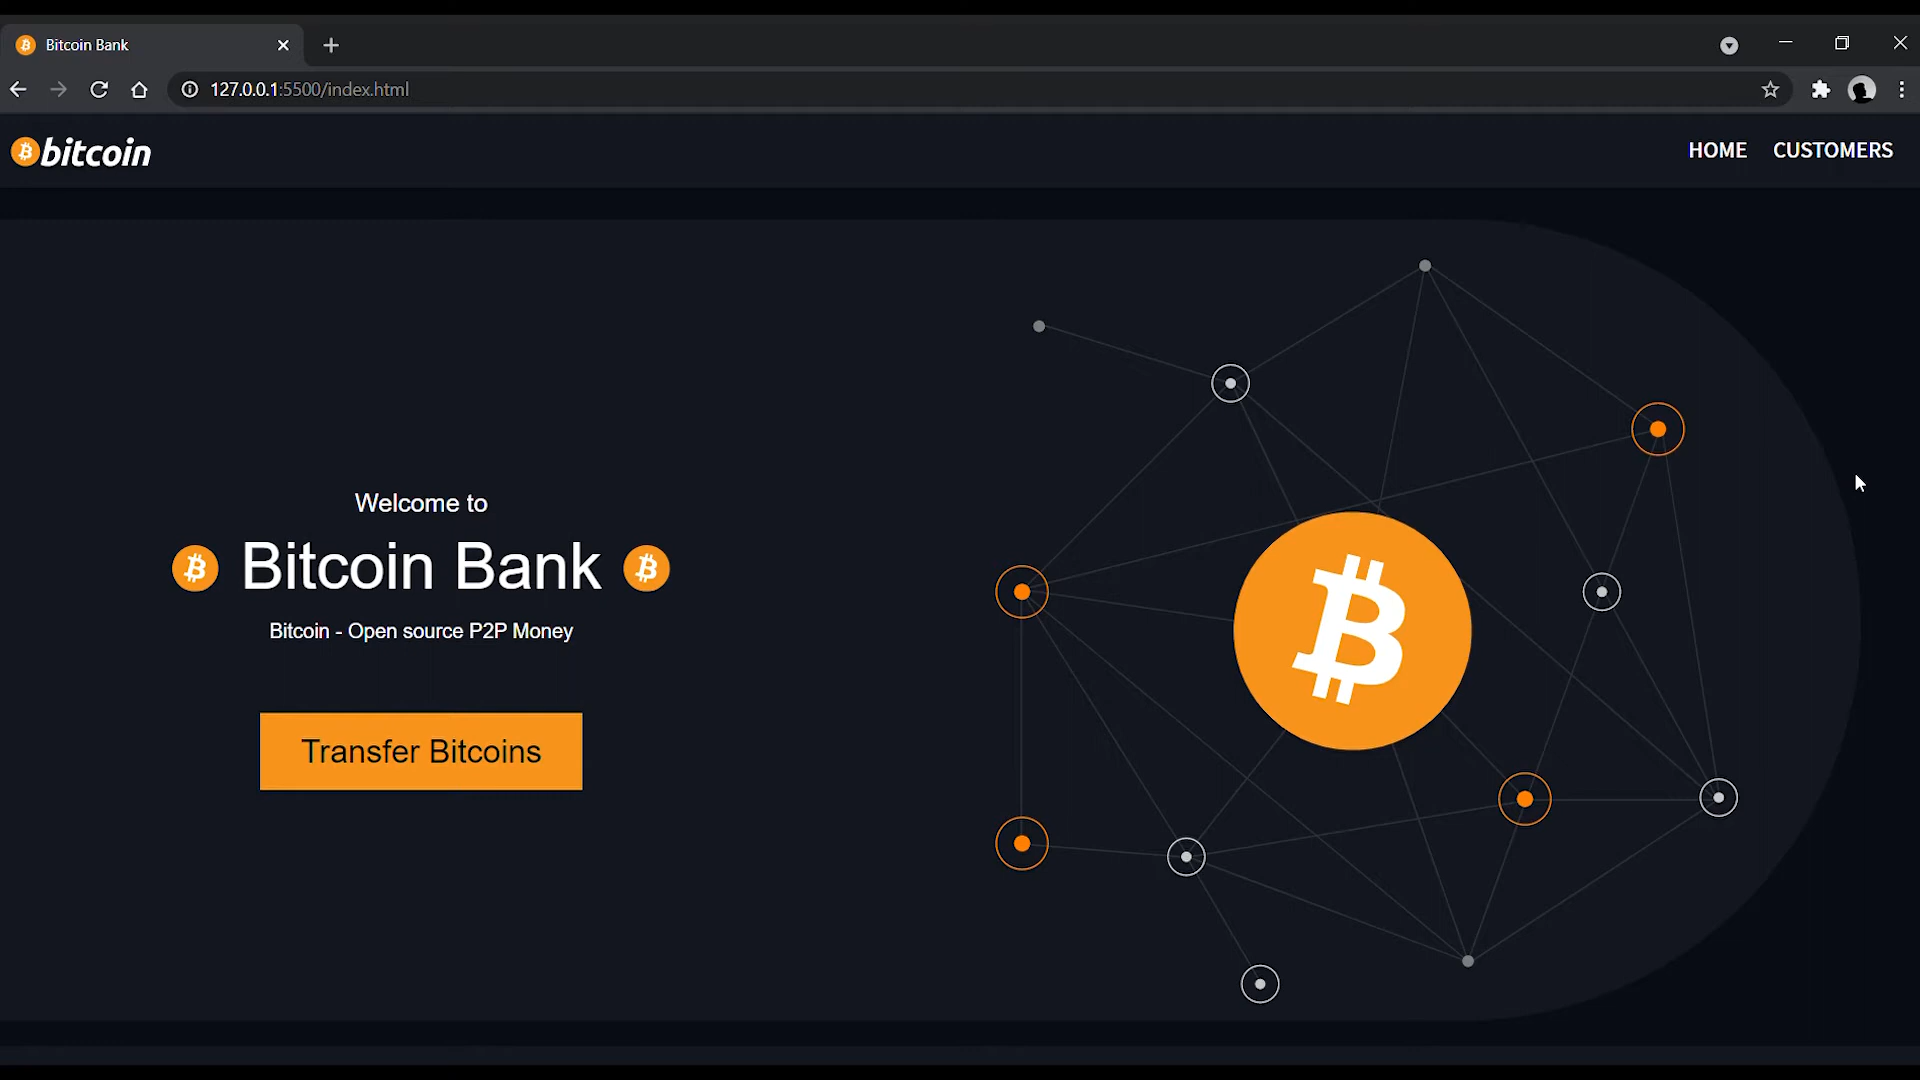 Bitcoin Bank
127.0.0.1:5500/index.html
bitcoin
HOME CUSTOMERS
Welcome to
Bitcoin Bank
Bitcoin - Open source P2P Money
Transfer Bitcoins